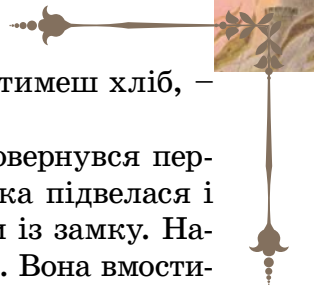 тимеш хліб, –
овернувся пер-
ка підвелася і
и із замку. На-
. Вона вмости-